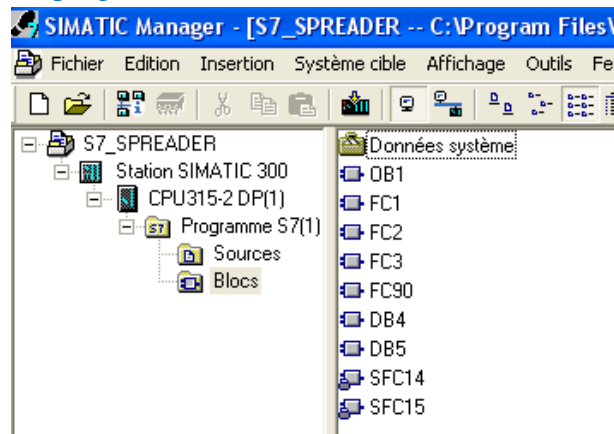 SIMATIC Manager - [S7_SPREADER -- C:\Program Files\
Fichier Edition Insertion Système cible Affichage Outils Fe
S7_SPREADER
Station SIMATIC 300
CPU315-2 DP(1)
Programme S7(1)
Sources
Blocs
Données système
OB1
FC1
FC2
FC3
FC90
DB4
DB5
SFC14
SFC15